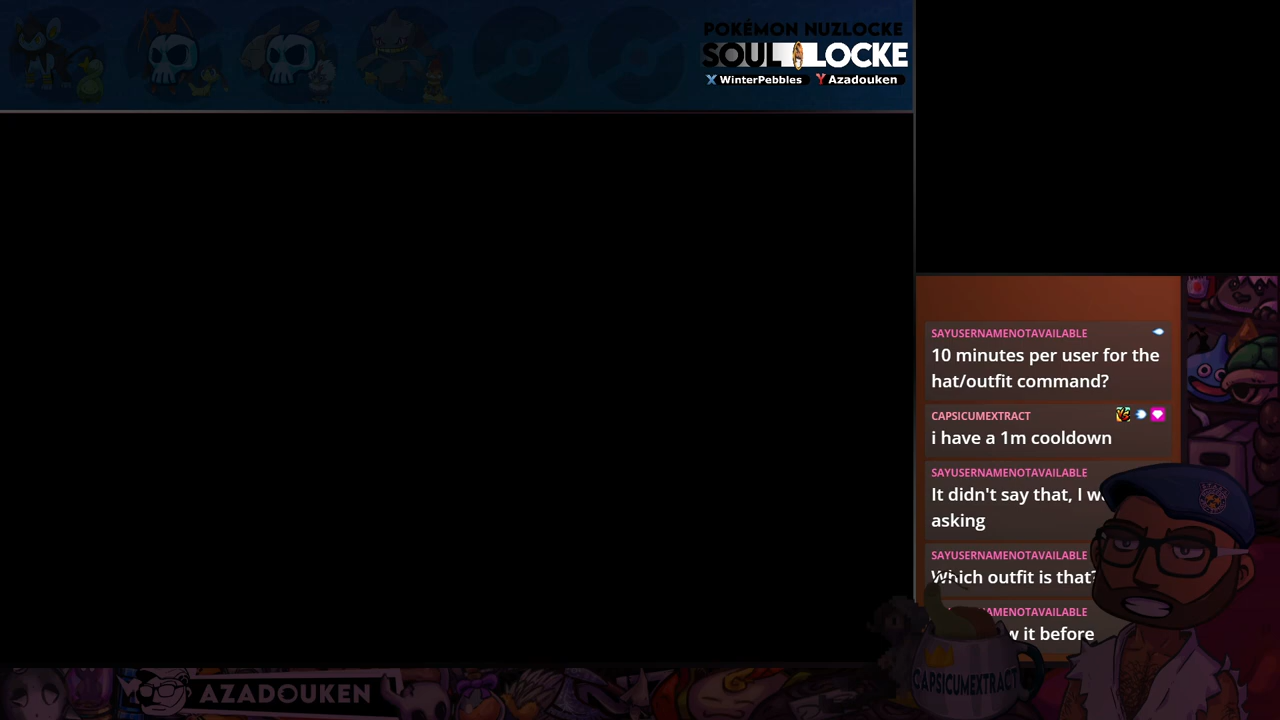 POKÉMON NUZLOCKE
SOUL LOCKE
WinterPebbles Azadouken
SAYUSERNAMENOTAVAILABLE
10 minutes per user for the
hat/outfit command?
CAPSICUMEXTRACT
i have a 1m cooldown
SAYUSERNAMENOTAVAILABLE
It didn't say that, I
asking
SAYUSERNAMENOTAVAILABLE
Which outfit is that?
it before
CAPSICUMEXTRACT
AZADOUKEN